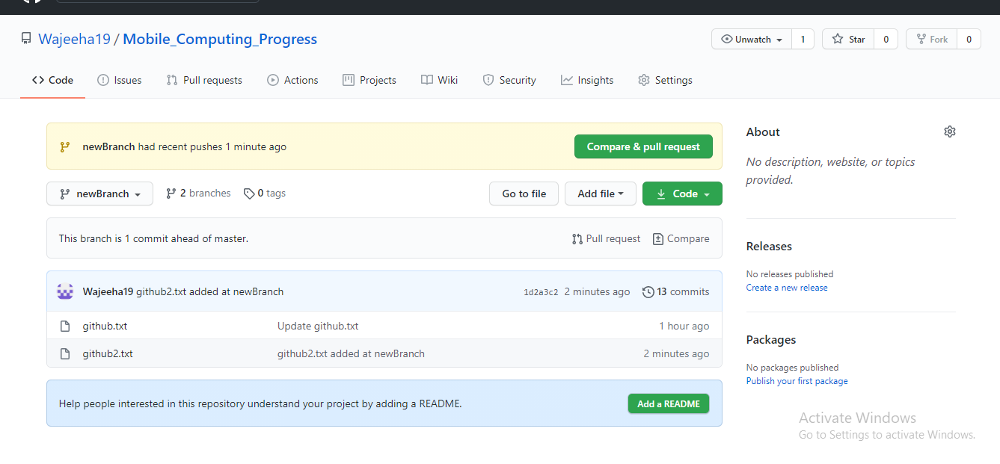 Wajeeha19 / Mobile_Computing_Progress
Unwatch 1 Star 0 Fork 0
Code Issues Pull requests Actions Projects Wiki Security Insights Settings
newBranch had recent pushes 1 minute ago Compare & pull request
newBranch 2 branches 0 tags Go to file Add file Code
This branch is 1 commit ahead of master. Pull request Compare
Wajeeha19 github2.txt added at newBranch 1d2a3c2 2 minutes ago 13 commits
github.txt Update github.txt 1 hour ago
github2.txt github2.txt added at newBranch 2 minutes ago
Help people interested in this repository understand your project by adding a README. Add a README
About
No description, website, or topics
provided.
Releases
No releases published
Create a new release
Packages
No packages published
Publish your first package
Activate Windows
Go to Settings to activate Windows.